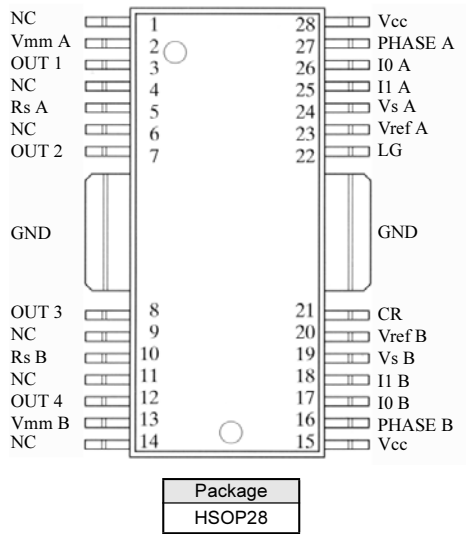 NC 1 28 Vcc
Vmm A 2 27 PHASE A
OUT 1 3 26 I0 A
NC 4 25 I1 A
Rs A 5 24 Vs A
NC 6 23 Vref A
OUT 2 7 22 LG
GND GND
OUT 3 8 21 CR
NC 9 20 Vref B
Rs B 10 19 Vs B
NC 11 18 I1 B
OUT 4 12 17 I0 B
Vmm B 13 16 PHASE B
NC 14 15 Vcc
Package
HSOP28